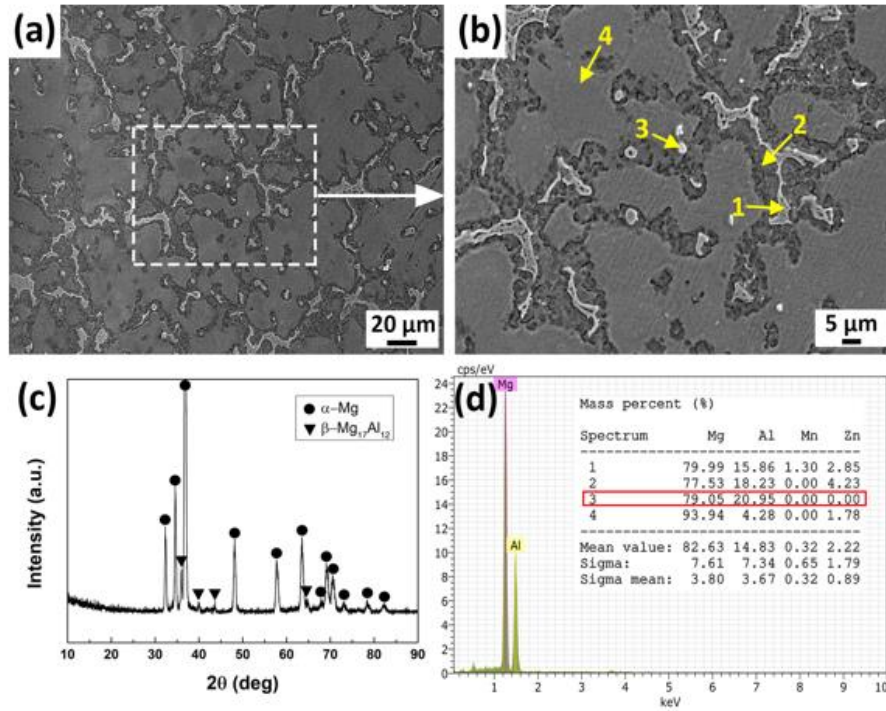 (a)
20 µm
(b)
4
3
2
1
5 µm
(c)
Intensity (a.u.)
α-Mg
β-Mg17Al12
10 20 30 40 50 60 70 80 90
2θ (deg)
(d)
cps/eV
24
22
20
18
16
14
12
10
8
6
4
2
0
Mg
Al
Mass percent (%)
Spectrum Mg Al Mn Zn
1 79.99 15.86 1.30 2.85
2 77.53 18.23 0.00 4.23
3 79.05 20.95 0.00 0.00
4 93.94 4.28 0.00 1.78
Mean value: 82.63 14.83 0.32 2.22
Sigma: 7.61 7.34 0.65 1.79
Sigma mean: 3.80 3.67 0.32 0.89
1 2 3 4 5 6 7 8 9 10
keV